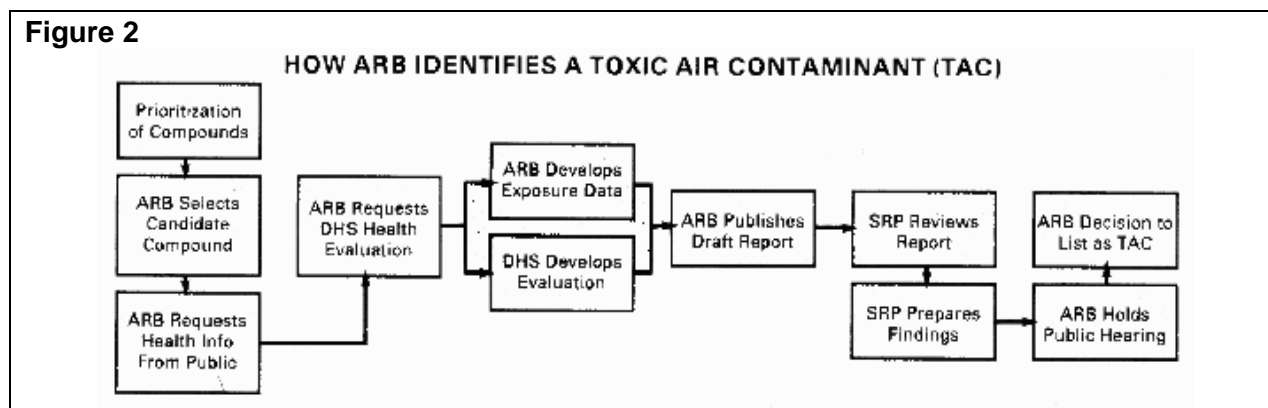 Figure 2
HOW ARB IDENTIFIES A TOXIC AIR CONTAMINANT (TAC)
Prioritization
of Compounds
ARB Selects
Candidate
Compound
ARB Requests
Health Info
From Public
ARB Requests
DHS Health
Evaluation
ARB Develops
Exposure Data
DHS Develops
Evaluation
ARB Publishes
Draft Report
SRP Reviews
Report
SRP Prepares
Findings
ARB Holds
Public Hearing
ARB Decision to
List as TAC